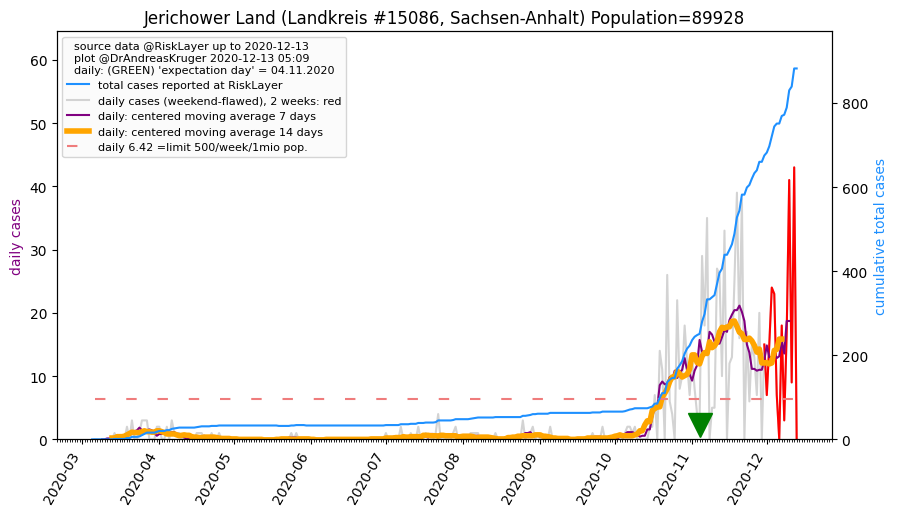 Jerichower Land (Landkreis #15086, Sachsen-Anhalt) Population=89928
source data @RiskLayer up to 2020-12-13
plot @DrAndreasKruger 2020-12-13 05:09
daily: (GREEN) 'expectation day' = 04.11.2020
total cases reported at RiskLayer
daily cases (weekend-flawed), 2 weeks: red
daily: centered moving average 7 days
daily: centered moving average 14 days
daily 6.42 =limit 500/week/1mio pop.
daily cases
60
50
40
30
20
10
0
cumulative total cases
800
600
400
200
0
2020-03
2020-04
2020-05
2020-06
2020-07
2020-08
2020-09
2020-10
2020-11
2020-12